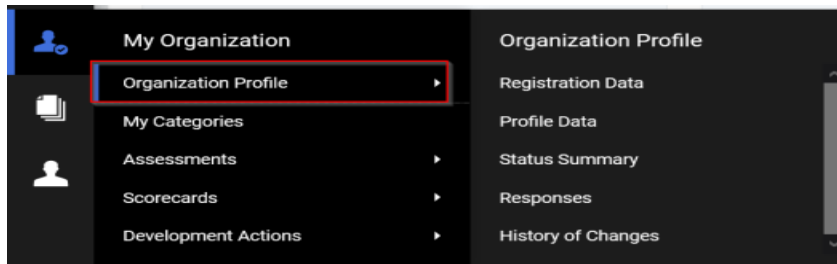 My Organization
Organization Profile
My Categories
Assessments
Scorecards
Development Actions
Organization Profile
Registration Data
Profile Data
Status Summary
Responses
History of Changes